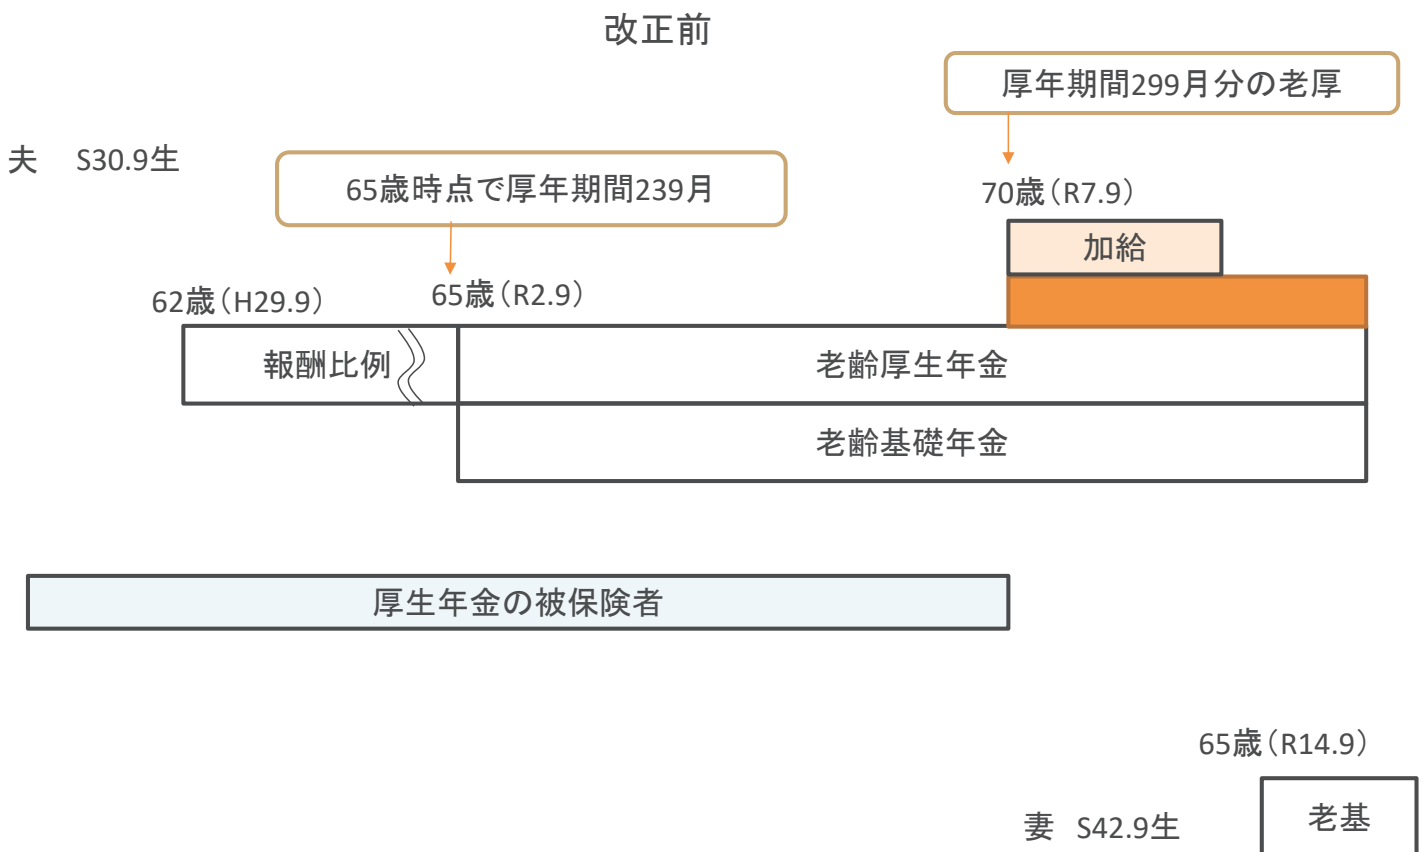 改正前
厚年期間299月分の老厚
夫 S30.9生
65歳時点で厚年期間239月
70歳（R7.9）
加給
62歳（H29.9）
65歳（R2.9）
報酬比例
老齢厚生年金
老齢基礎年金
厚生年金の被保険者
65歳（R14.9）
妻 S42.9生
老基